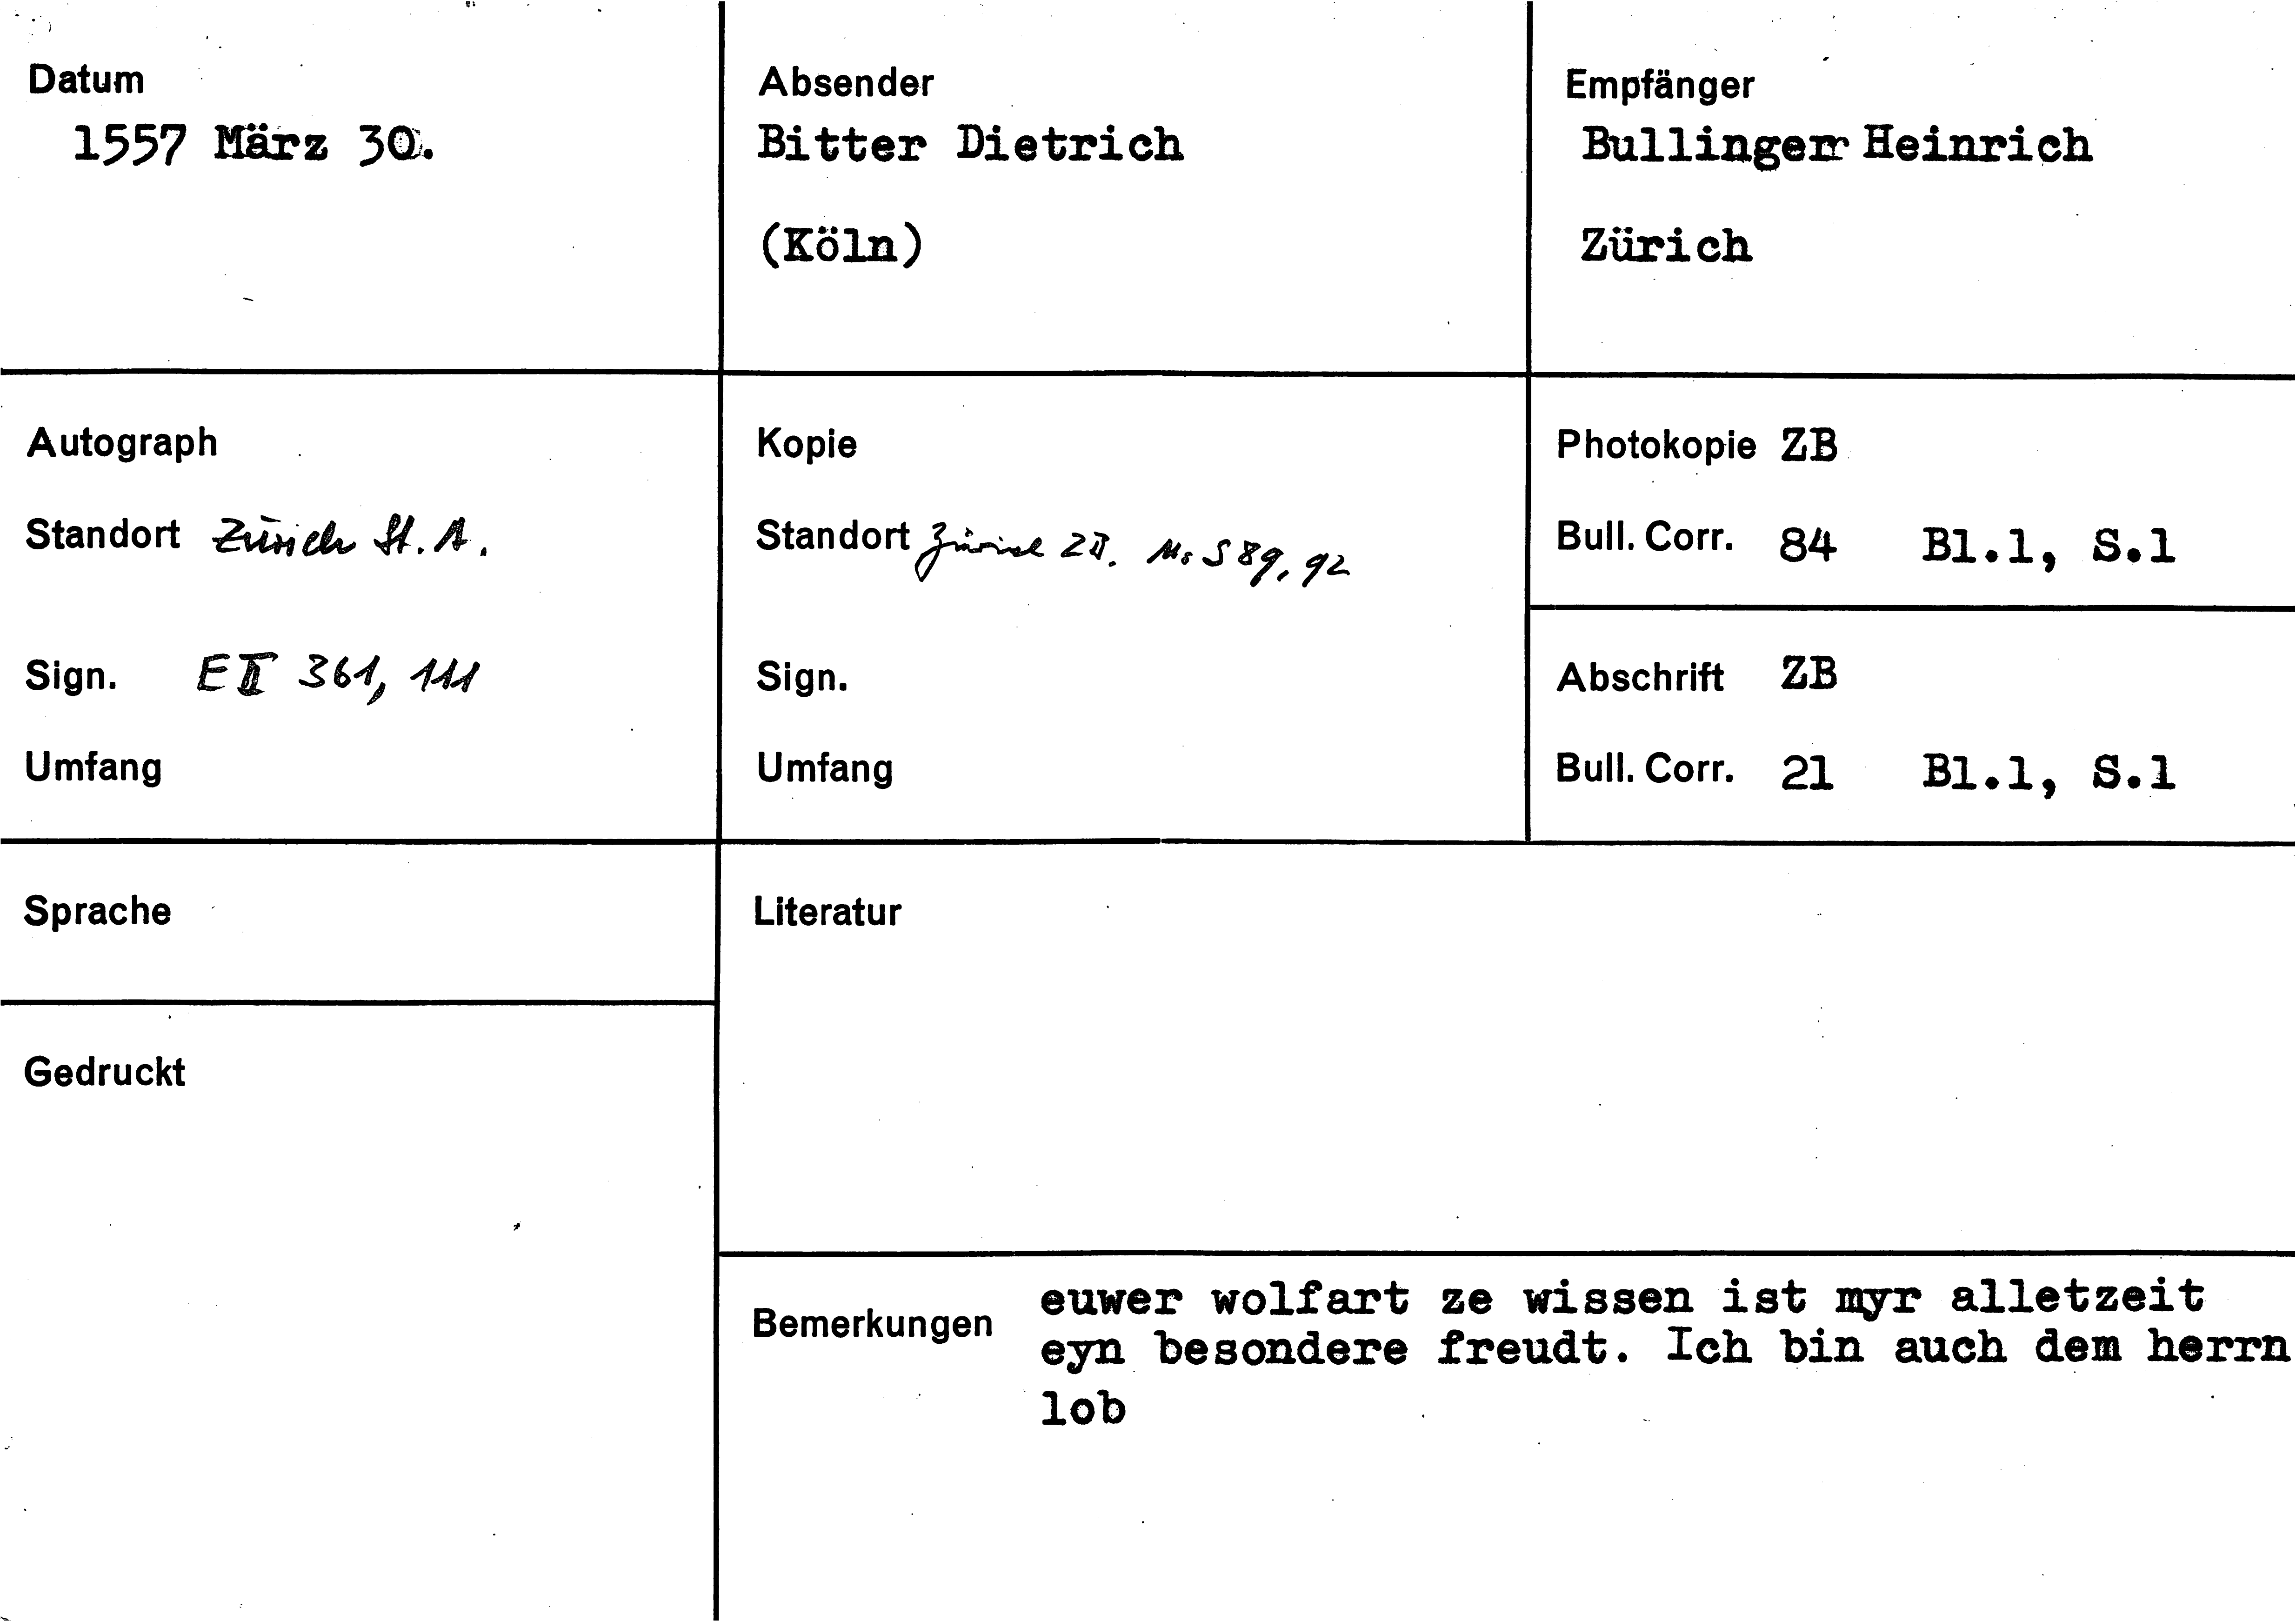 Datum
1557 März 30.
Absender
Bitter Dietrich
(Köln)
Empfänger
Bullinger Heinrich
Zürich
Autograph
Standort Zürich St. A.
Sign. E II 361, 111
Umfang
Kopie
Standort Zürich ZB. Ms S 89, 92
Sign.
Umfang
Photokopie ZB
Bull. Corr. 84 Bl.1, S.1
Abschrift ZB
Bull. Corr. 21 Bl.1, S.1
Sprache
Gedruckt
Literatur
Bemerkungen
euwer wolfart ze wissen ist myr alletzeit
eyn besondere freudt. Ich bin auch dem herrn
lob